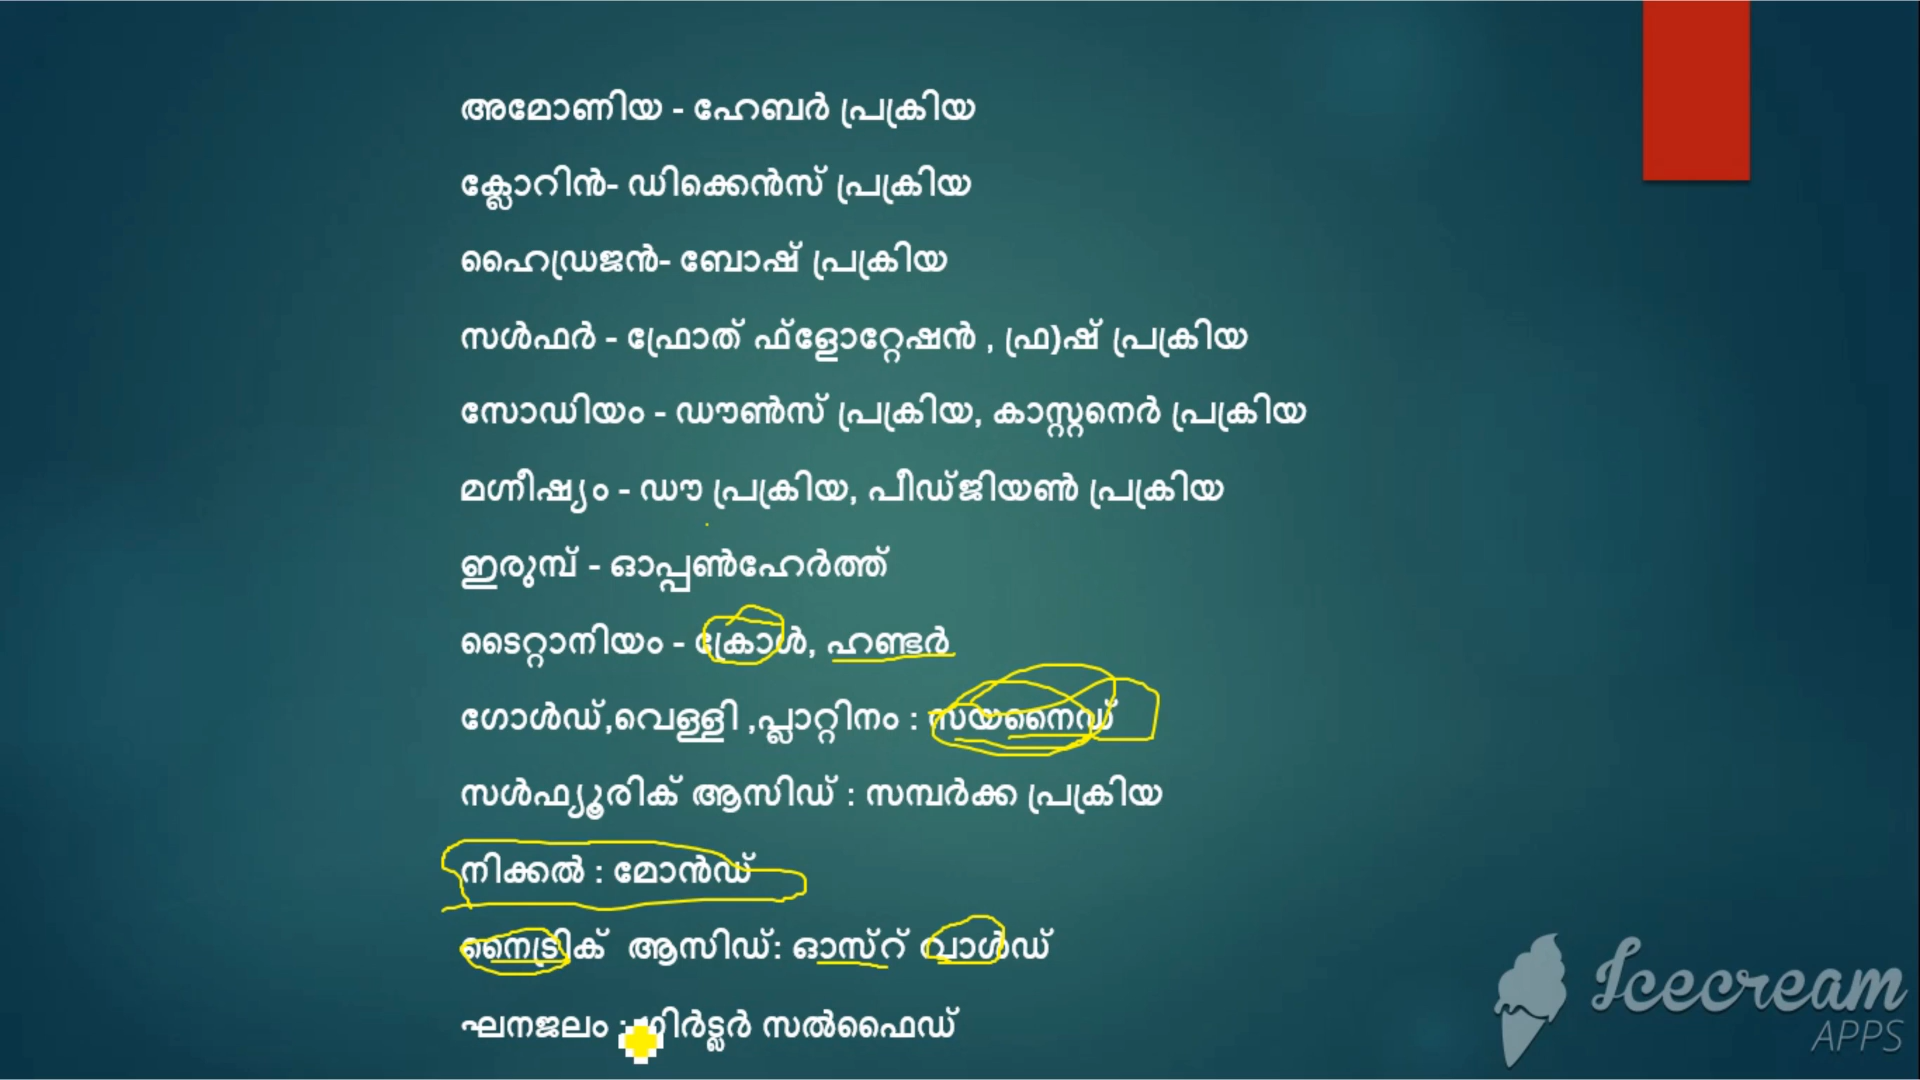 അമോണിയ - ഹേബർ പ്രക്രിയ
ക്ലോറിൻ- ഡിക്കെൻസ് പ്രക്രിയ
ഹൈഡ്രജൻ- ബോഷ് പ്രക്രിയ
സൾഫർ - ഫ്രോത് ഫ്ളോറ്റേഷൻ , ഫ്ര)ഷ് പ്രക്രിയ
സോഡിയം - ഡൗൺസ് പ്രക്രിയ, കാസ്റ്റനെർ പ്രക്രിയ
മഗ്നീഷ്യം - ഡൗ പ്രക്രിയ, പീഡ്ജിയൺ പ്രക്രിയ
ഇരുമ്പ് - ഓപ്പൺഹേർത്ത്
ടൈറ്റാനിയം - ക്രോൾ, ഹണ്ടർ
ഗോൾഡ്,വെള്ളി ,പ്ലാറ്റിനം : സയനൈഡ്
സൾഫ്യൂരിക് ആസിഡ് : സമ്പർക്ക പ്രക്രിയ
നിക്കൽ : മോൻഡ്
നൈട്രിക് ആസിഡ്: ഓസ്റ് വാൾഡ്
ഘനജലം : ഗിർട്ലർ സൽഫൈഡ്
Icecream
APPS